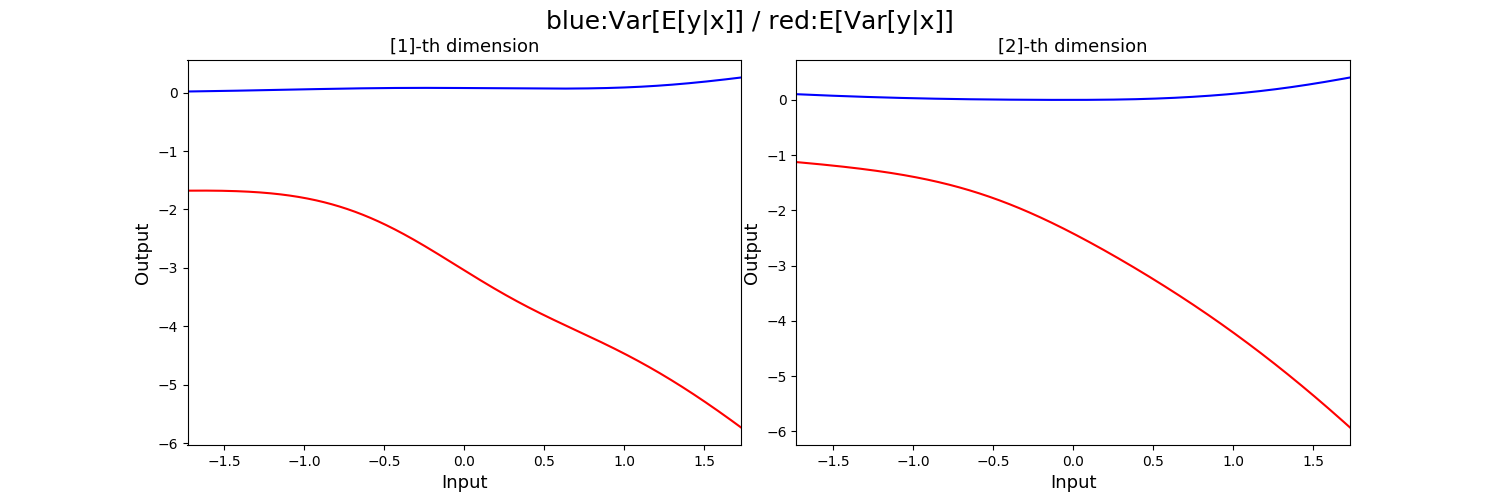 blue:Var[E[y|x]] / red:E[Var[y|x]]
[1]-th dimension
0
−1
−2
−3
−4
−5
−6
Output
−1.5 −1.0 −0.5 0.0 0.5 1.0 1.5
Input
[2]-th dimension
0
−1
−2
−3
−4
−5
−6
Output
−1.5 −1.0 −0.5 0.0 0.5 1.0 1.5
Input